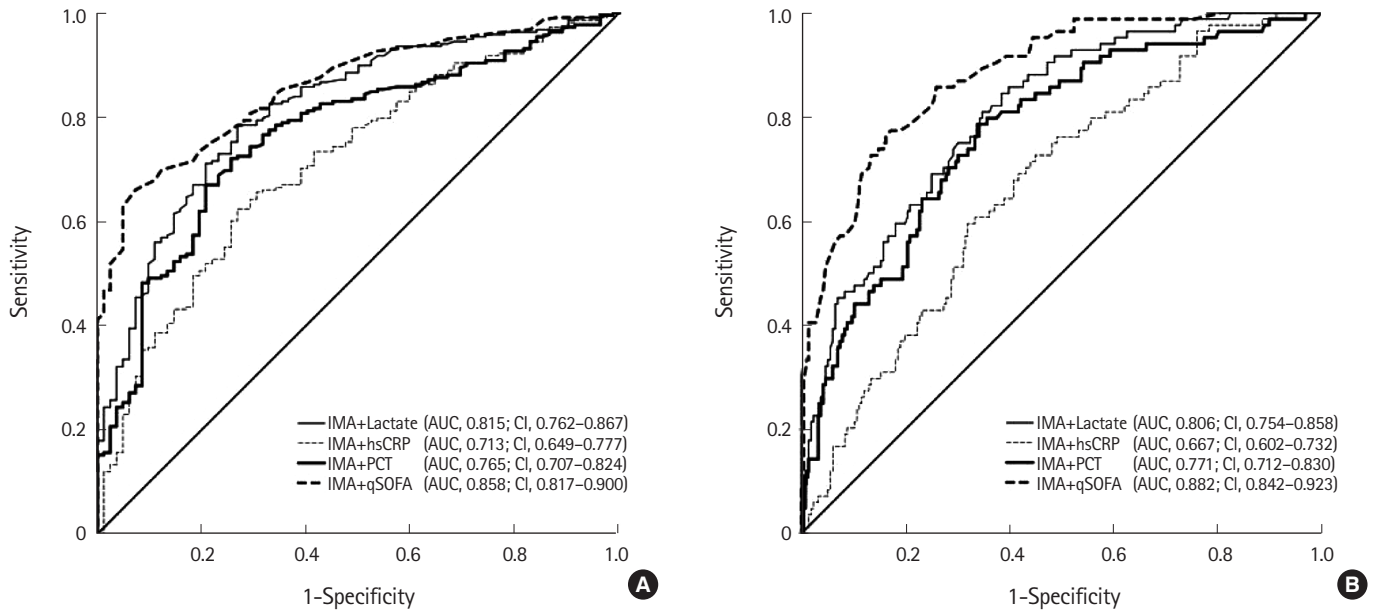 1.0
0.8
0.6
0.4
0.2
0
Sensitivity
0.2
0.4
0.6
0.8
1.0
1-Specificity
IMA+Lactate (AUC, 0.815; CI, 0.762–0.867)
IMA+hsCRP (AUC, 0.713; CI, 0.649–0.777)
IMA+PCT (AUC, 0.765; CI, 0.707–0.824)
IMA+qSOFA (AUC, 0.858; CI, 0.817–0.900)
A
1.0
0.8
0.6
0.4
0.2
0
Sensitivity
0.2
0.4
0.6
0.8
1.0
1-Specificity
IMA+Lactate (AUC, 0.806; CI, 0.754–0.858)
IMA+hsCRP (AUC, 0.667; CI, 0.602–0.732)
IMA+PCT (AUC, 0.771; CI, 0.712–0.830)
IMA+qSOFA (AUC, 0.882; CI, 0.842–0.923)
B